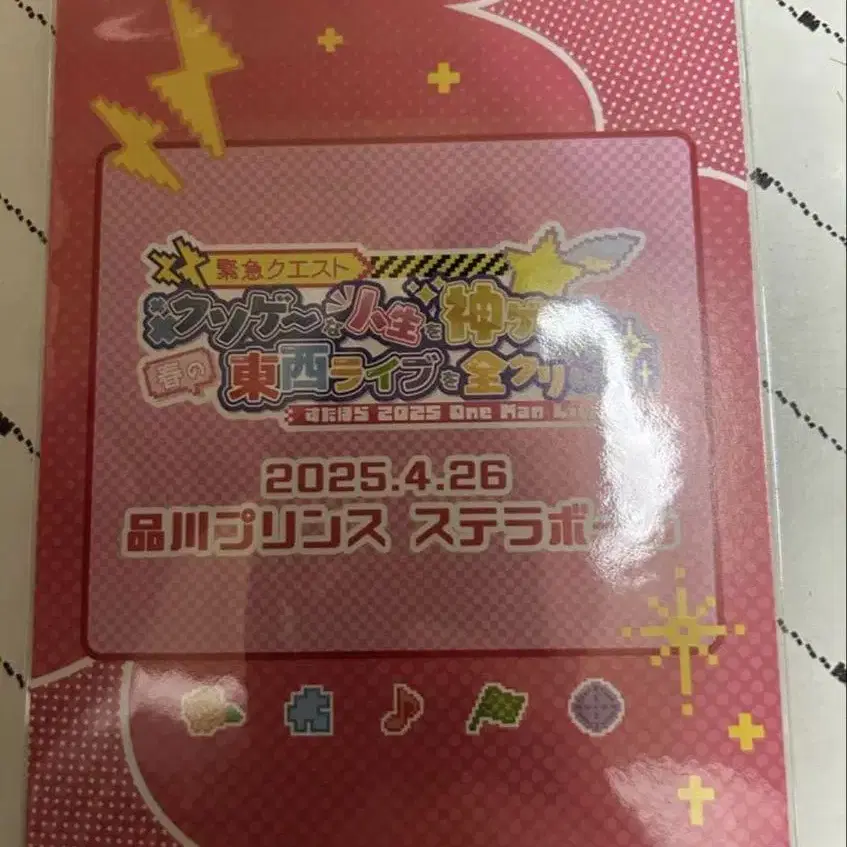 緊急クエスト
クソゲーな人生を神
春の
東西ライブを全クリ
すたぽら 2025 One Man
2025.4.26
品川プリンス ステラボ